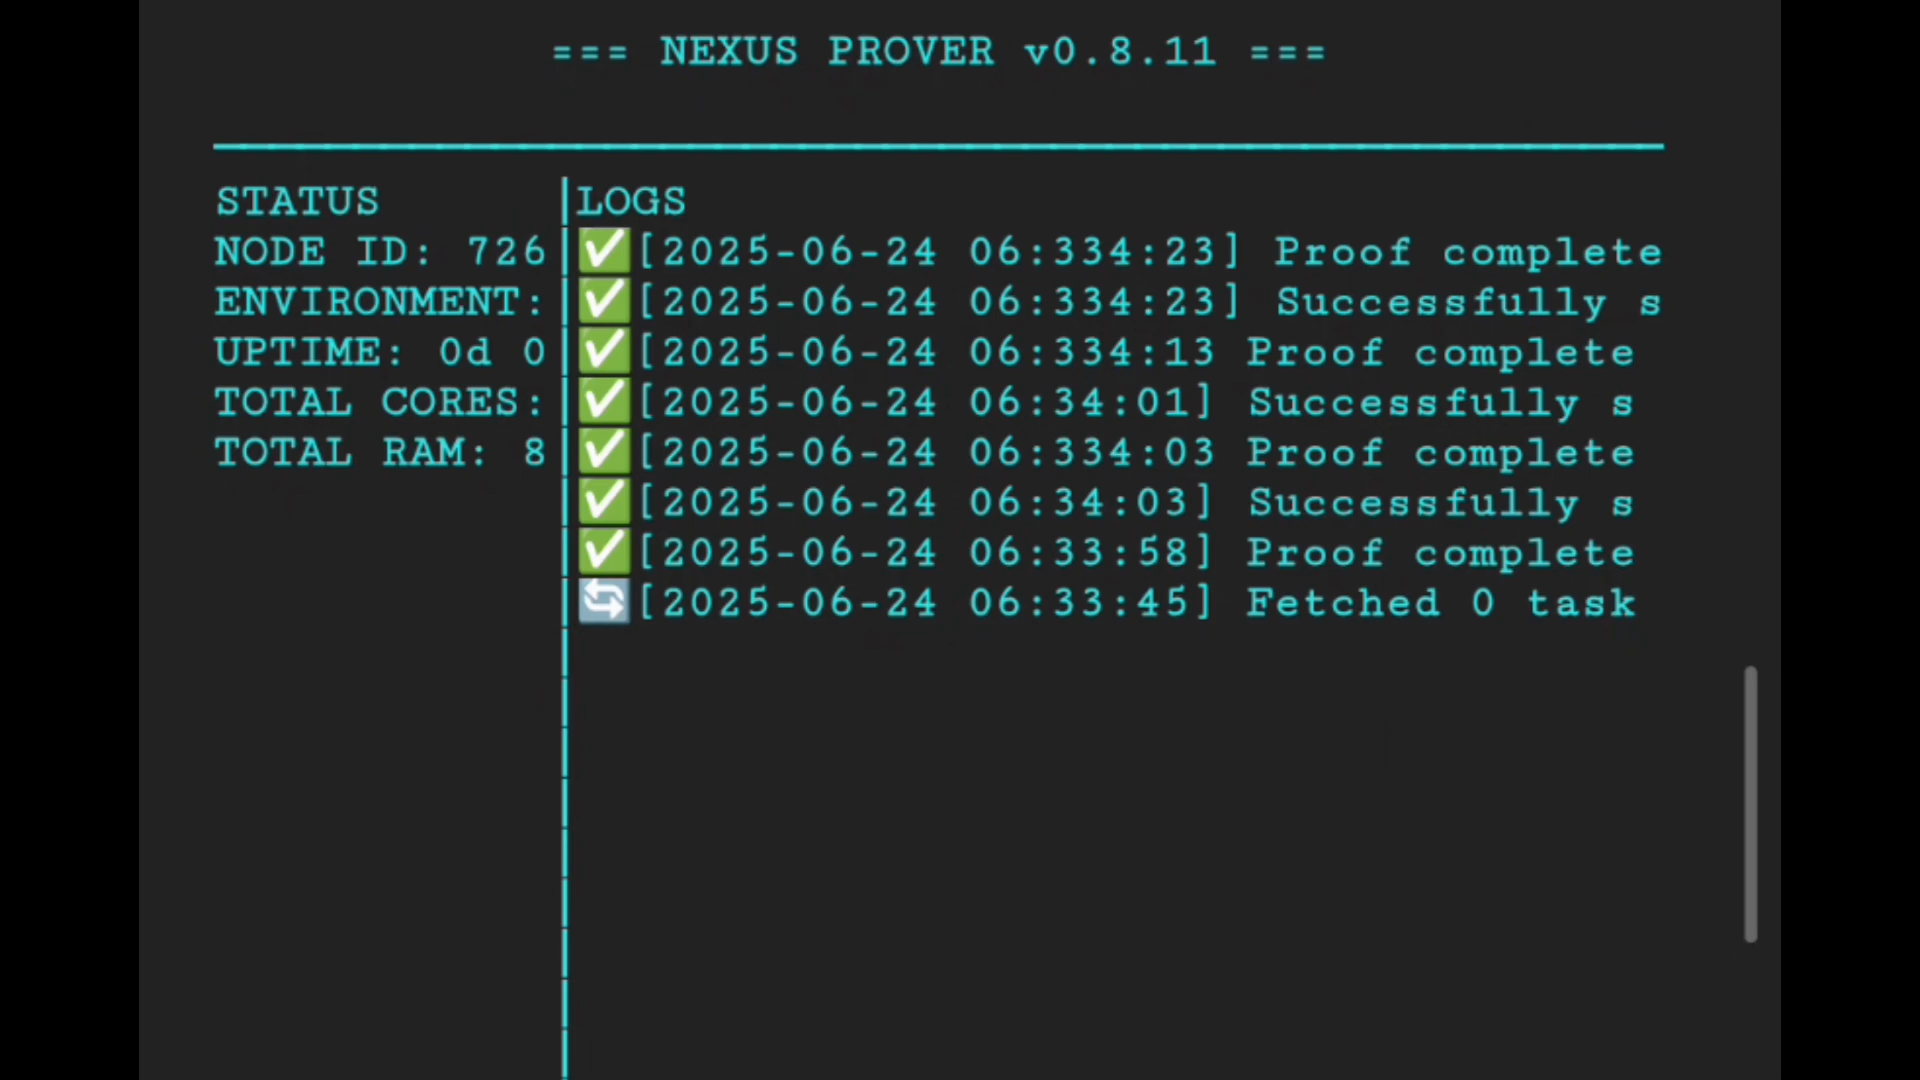 === NEXUS PROVER v0.8.11 ===
STATUS
NODE ID: 726
ENVIRONMENT:
UPTIME: 0d 0
TOTAL CORES:
TOTAL RAM: 8
LOGS
✅[2025-06-24 06:334:23] Proof complete
✅[2025-06-24 06:334:23] Successfully s
✅[2025-06-24 06:334:13 Proof complete
✅[2025-06-24 06:34:01] Successfully s
✅[2025-06-24 06:334:03 Proof complete
✅[2025-06-24 06:34:03] Successfully s
✅[2025-06-24 06:33:58] Proof complete
🔄[2025-06-24 06:33:45] Fetched 0 task